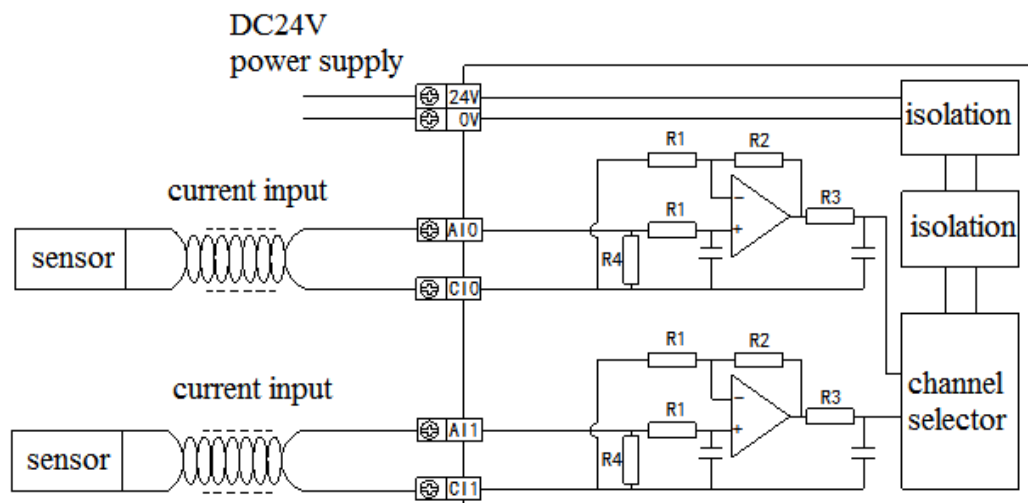 DC24V
power supply
24V
0V
isolation
R1
R2
current input
R1
R3
AI0
isolation
sensor
R4
CI0
R1
R2
current input
channel
selector
R1
R3
AI1
sensor
R4
CI1